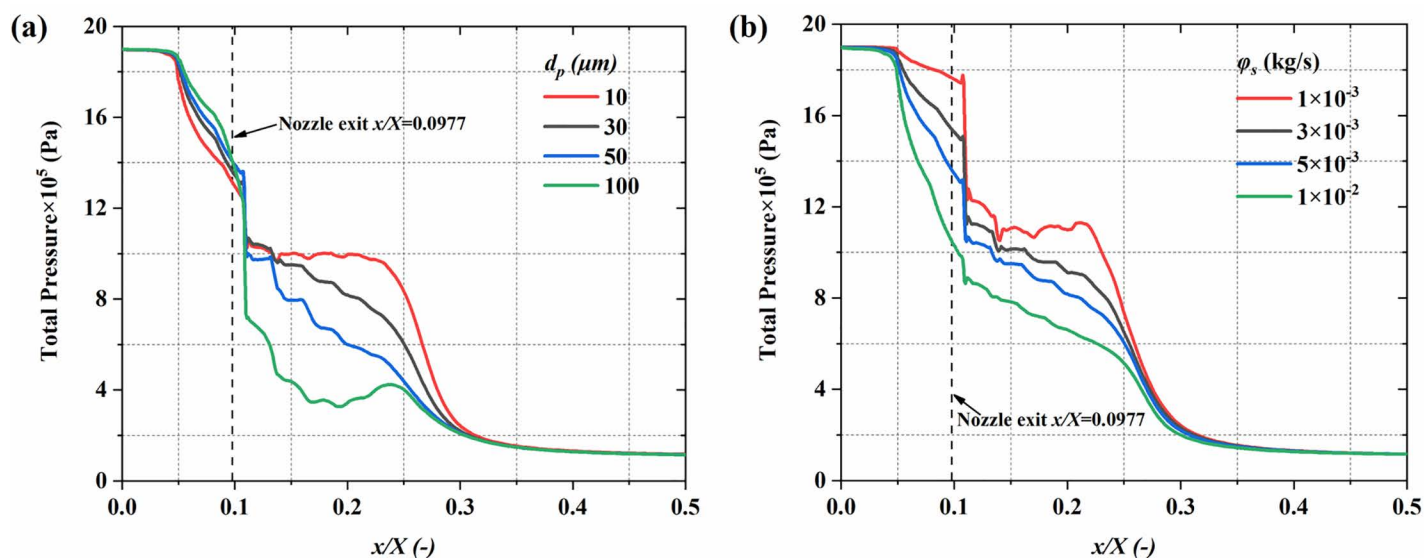 (a)
Total Pressure×10⁵ (Pa)
20
16
12
8
4
0
d_p (μm)
10
30
50
100
Nozzle exit x/X=0.0977
0.0 0.1 0.2 0.3 0.4 0.5
x/X (-)
(b)
Total Pressure×10⁵ (Pa)
20
16
12
8
4
0
φ_s (kg/s)
1×10⁻³
3×10⁻³
5×10⁻³
1×10⁻²
Nozzle exit x/X=0.0977
0.0 0.1 0.2 0.3 0.4 0.5
x/X (-)